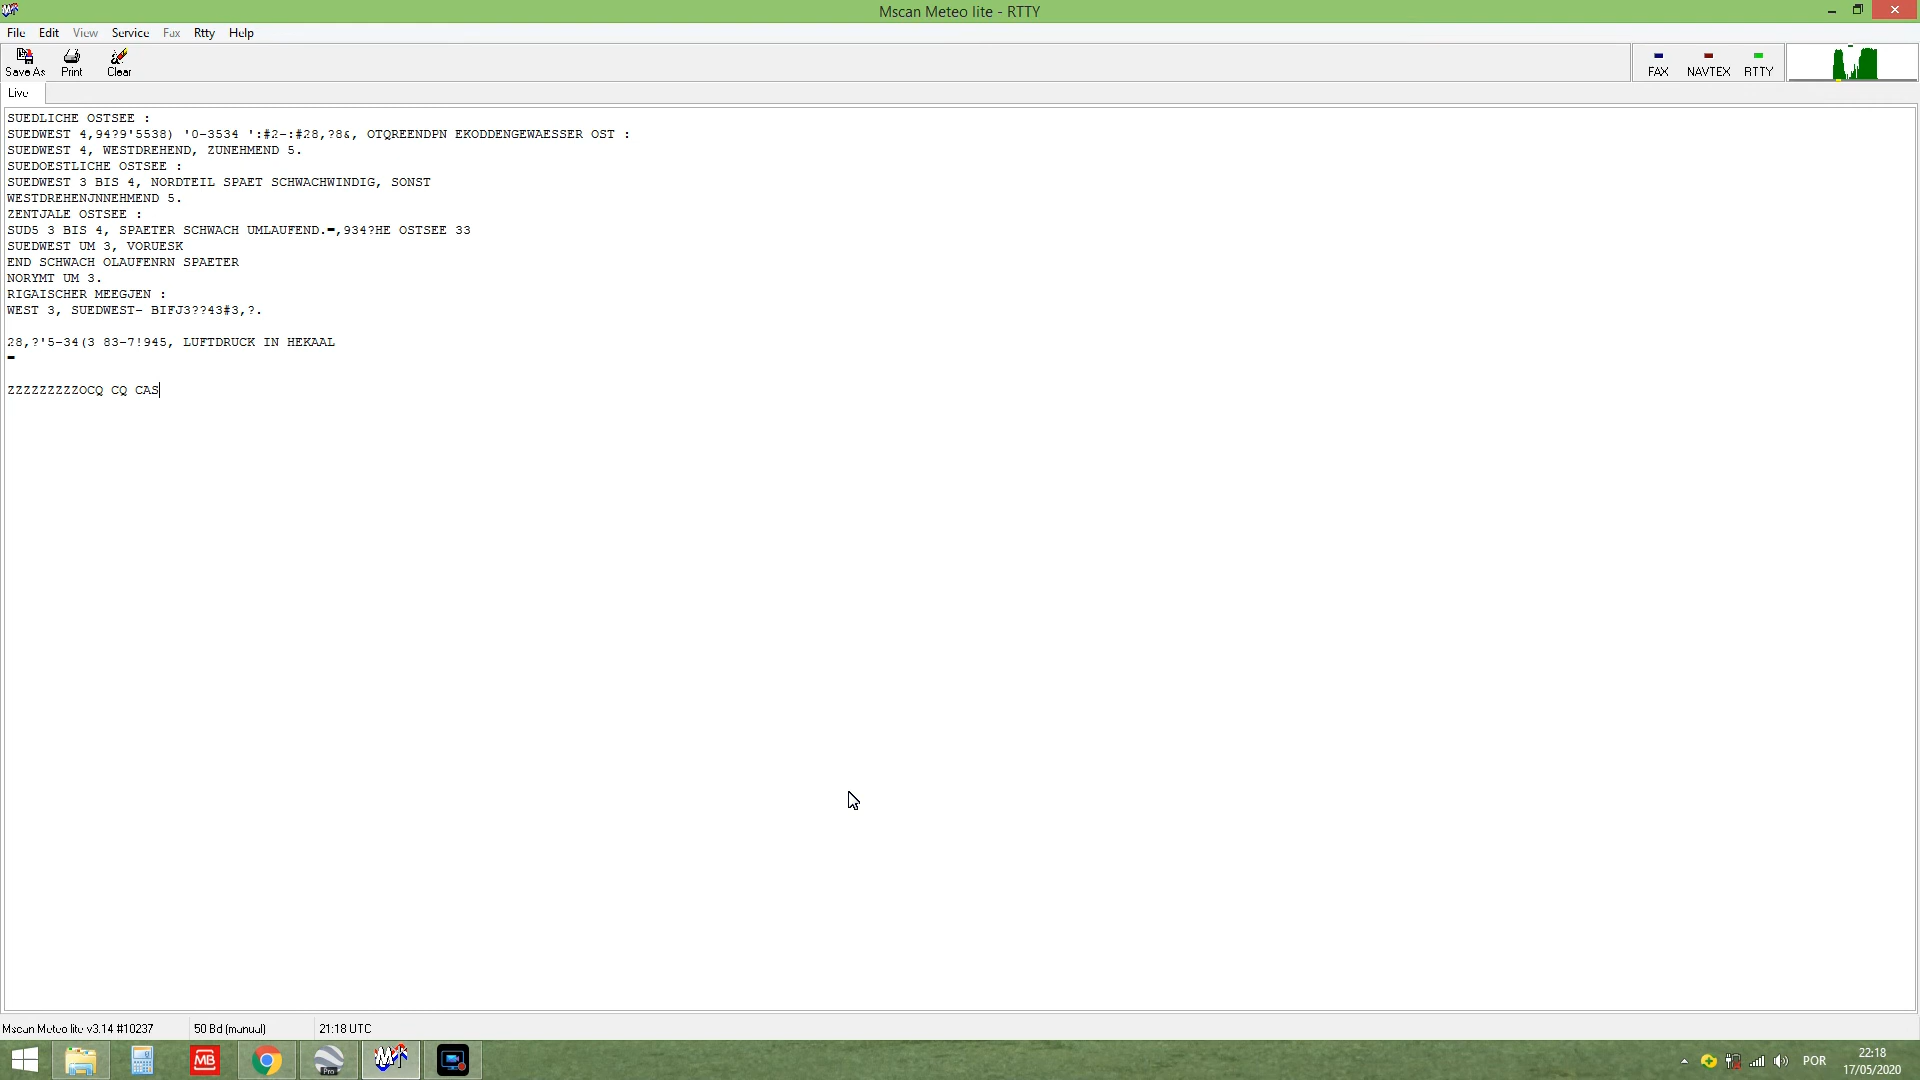 Mscan Meteo lite - RTTY
File Edit View Service Fax Rtty Help
Save As Print Clear
FAX NAVTEX RTTY
Live
SUEDLICHE OSTSEE :
SUEDWEST 4,94?9'5538) '0-3534 ':#2-:#28,?8&, OTQREENDPN EKODDENGEWAESSER OST :
SUEDWEST 4, WESTDREHEND, ZUNEHMEND 5.
SUEDOESTLICHE OSTSEE :
SUEDWEST 3 BIS 4, NORDTEIL SPAET SCHWACHWINDIG, SONST
WESTDREHENJNNEHMEND 5.
ZENTJALE OSTSEE :
SUD5 3 BIS 4, SPAETER SCHWACH UMLAUFEND.=,934?HE OSTSEE 33
SUEDWEST UM 3, VORUESK
END SCHWACH OLAUFENRN SPAETER
NORYMT UM 3.
RIGAISCHER MEEGJEN :
WEST 3, SUEDWEST- BIFJ3??43#3,?.
28,?'5-34(3 83-7!945, LUFTDRUCK IN HEKAAL
=
ZZZZZZZZZZOCQ CQ CAS
Mscan Meteo lite v3.14 #10237 50 Bd (manual) 21:18 UTC
MB
Pro
POR
22:18
17/05/2020